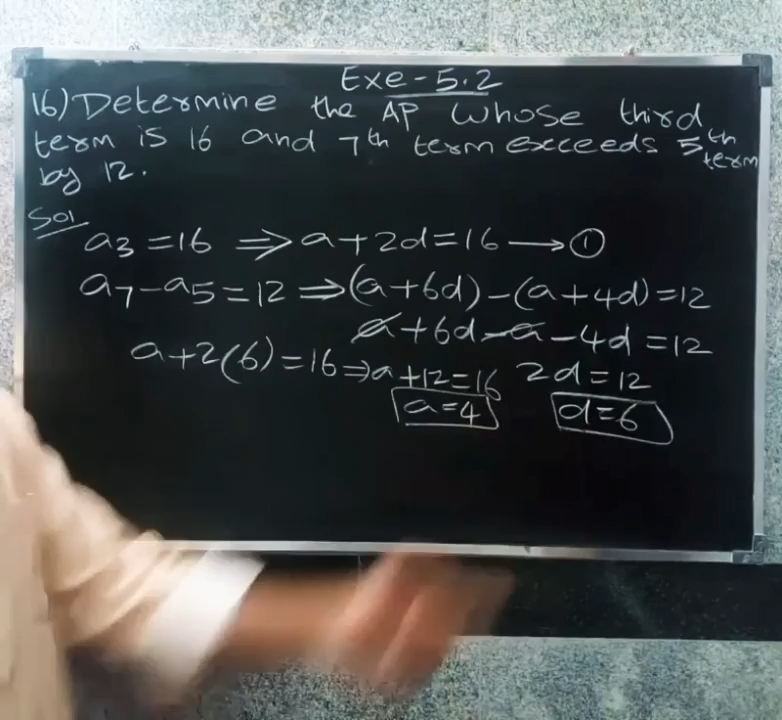 Exe-5.2
16) Determine the AP whose third
term is 16 and 7th term exceeds 5th term
by 12.
Sol
a3 = 16 ⇒ a+2d=16 → ①
a7 - a5 = 12 ⇒ (a+6d) - (a+4d) = 12
a+6d-a-4d = 12
a+2(6)=16 ⇒ a+12=16 2d=12
a=4 d=6